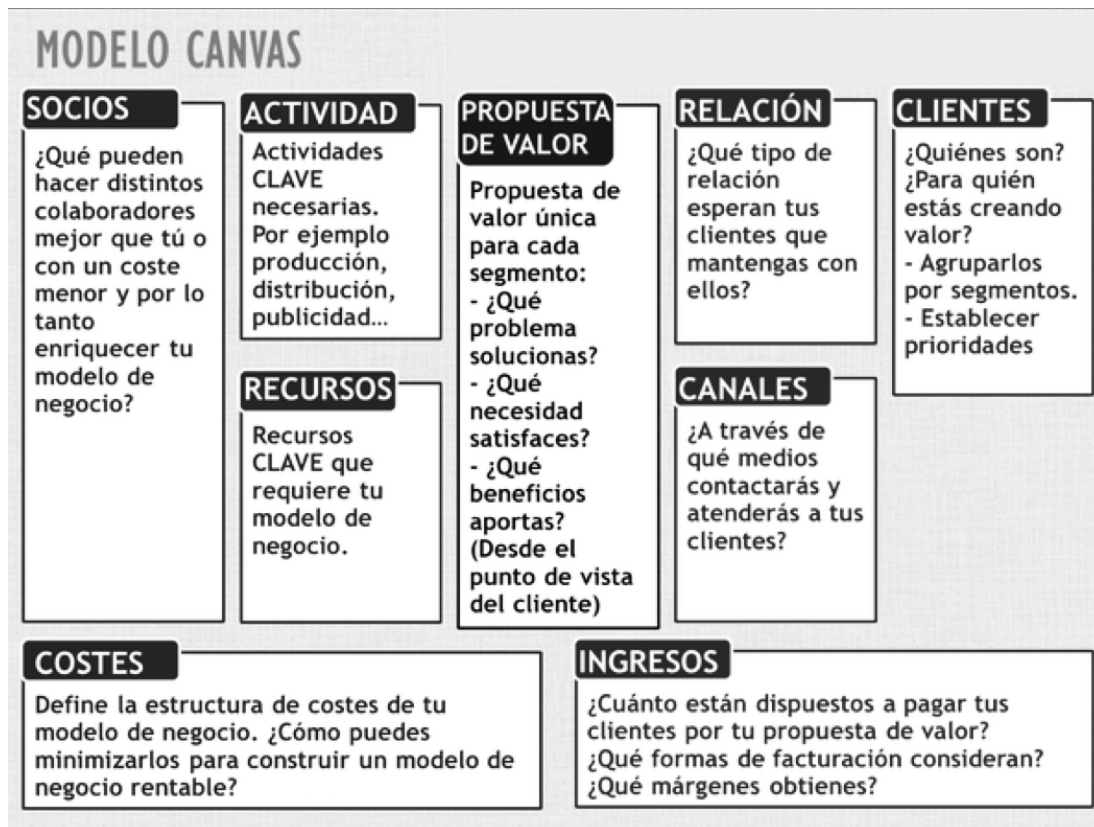 MODELO CANVAS
SOCIOS
¿Qué pueden
hacer distintos
colaboradores
mejor que tú o
con un coste
menor y por lo
tanto
enriquecer tu
modelo de
negocio?
ACTIVIDAD
Actividades
CLAVE
necesarias.
Por ejemplo
producción,
distribución,
publicidad...
RECURSOS
Recursos
CLAVE que
requiere tu
modelo de
negocio.
PROPUESTA
DE VALOR
Propuesta de
valor única
para cada
segmento:
- ¿Qué
problema
solucionas?
- ¿Qué
necesidad
satisfaces?
- ¿Qué
beneficios
aportas?
(Desde el
punto de vista
del cliente)
RELACIÓN
¿Qué tipo de
relación
esperan tus
clientes que
mantengas con
ellos?
CANALES
¿A través de
qué medios
contactarás y
atenderás a tus
clientes?
CLIENTES
¿Quiénes son?
¿Para quién
estás creando
valor?
- Agruparlos
por segmentos.
- Establecer
prioridades
COSTES
Define la estructura de costes de tu
modelo de negocio. ¿Cómo puedes
minimizarlos para construir un modelo de
negocio rentable?
INGRESOS
¿Cuánto están dispuestos a pagar tus
clientes por tu propuesta de valor?
¿Qué formas de facturación consideran?
¿Qué márgenes obtienes?